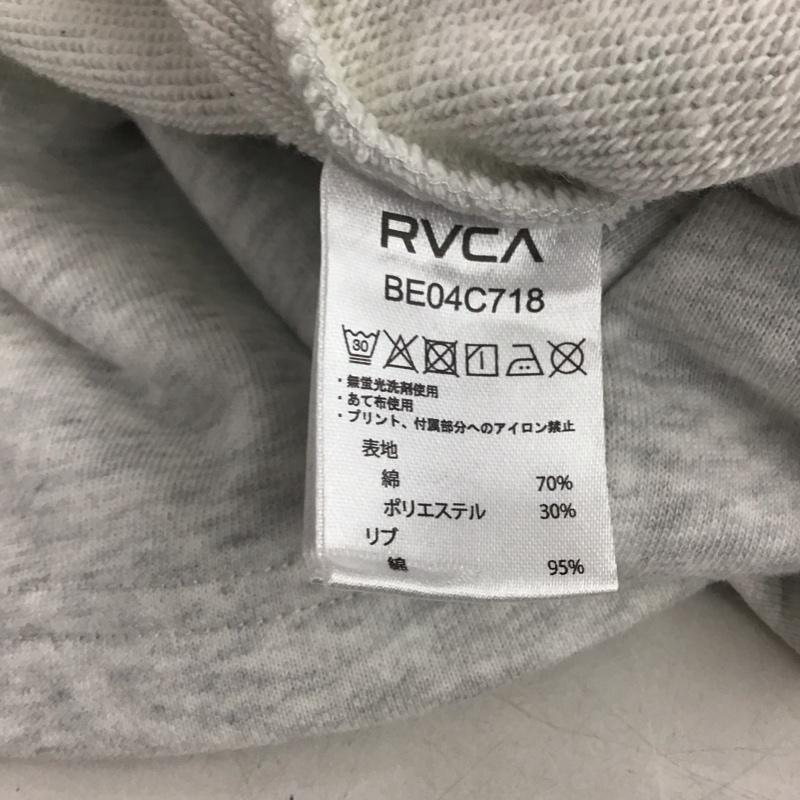 RVCA
BE04C718
30
・無蛍光洗剤使用
・あて布使用
・プリント、付属部分へのアイロン禁止
表地
綿 70%
ポリエステル 30%
リブ
綿 95%